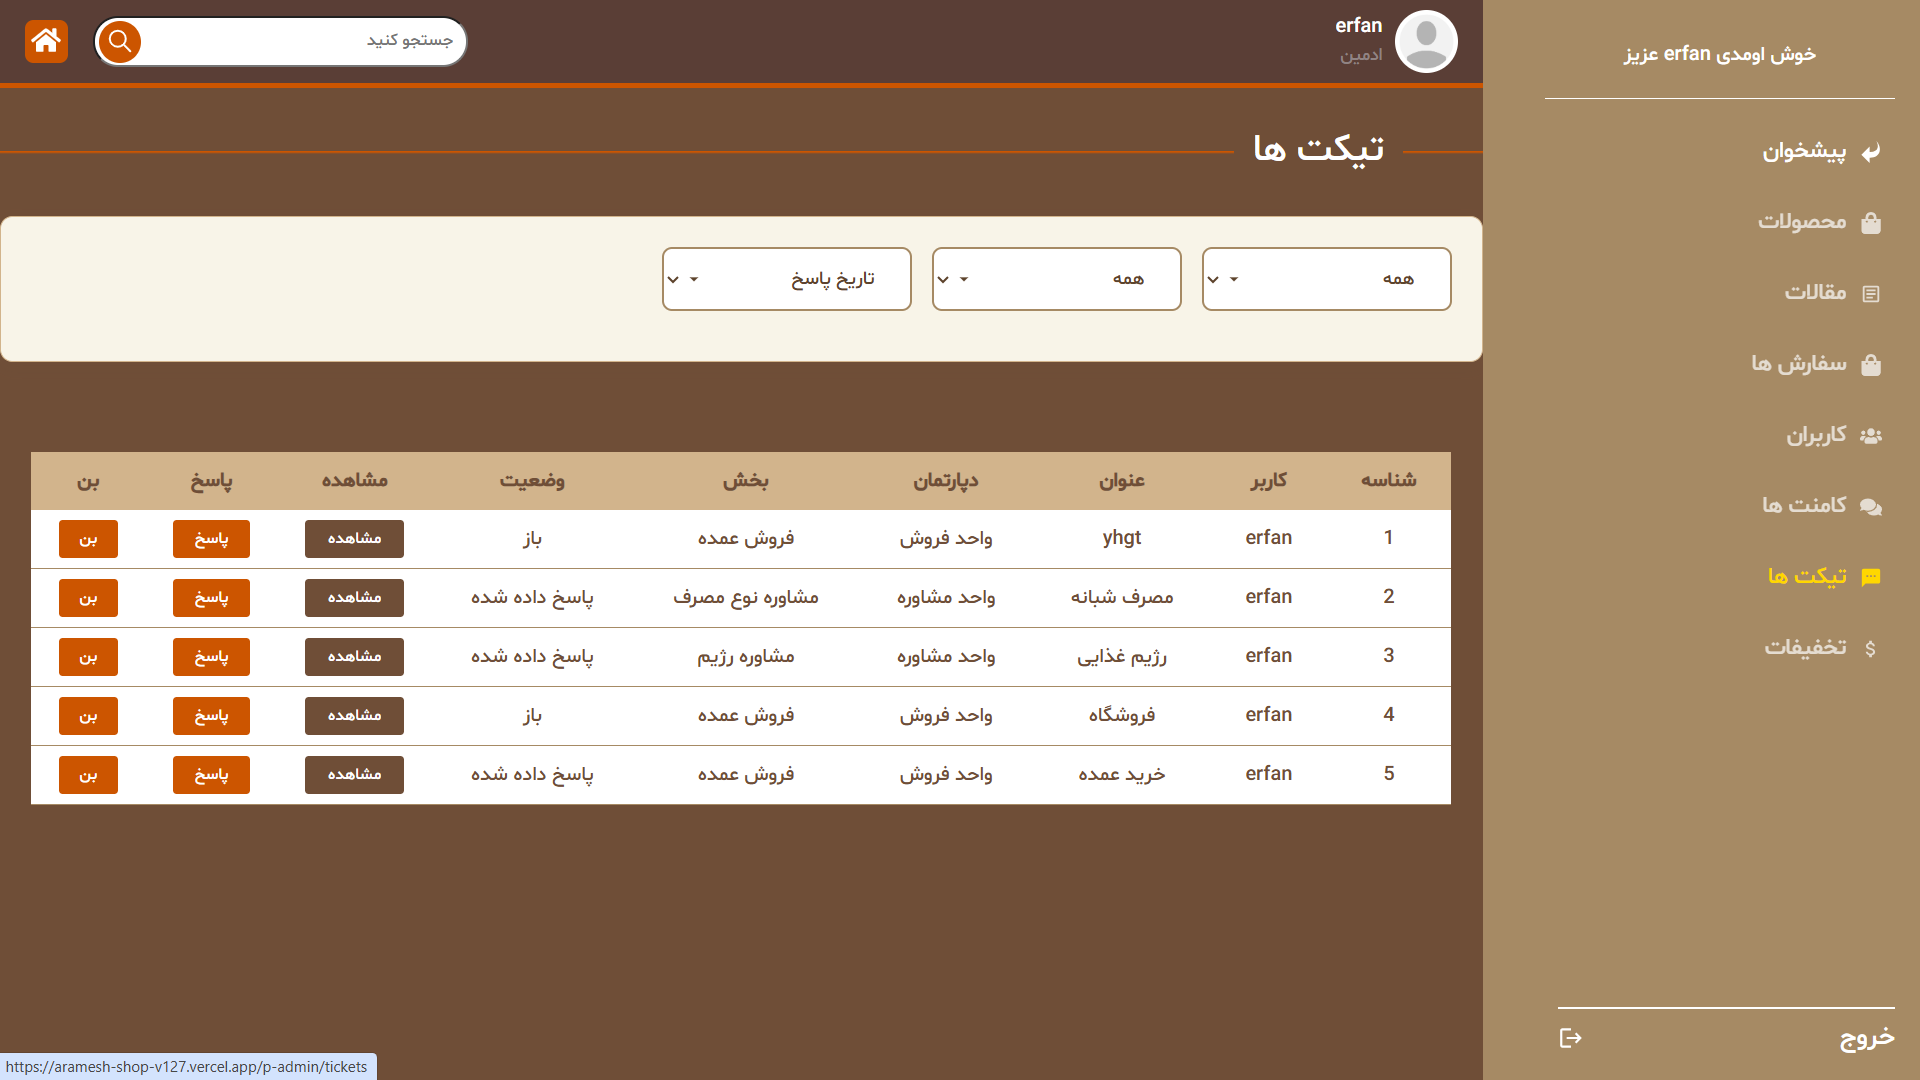 خوش اومدی erfan عزیز
پیشخوان
محصولات
مقالات
سفارش ها
کاربران
کامنت ها
تیکت ها
تخفیفات
خروج
erfan
ادمین
جستجو کنید
تیکت ها
همه همه تاریخ پاسخ
شناسه کاربر عنوان دپارتمان بخش وضعیت مشاهده پاسخ بن
1 erfan yhgt واحد فروش فروش عمده باز مشاهده پاسخ بن
2 erfan مصرف شبانه واحد مشاوره مشاوره نوع مصرف پاسخ داده شده مشاهده پاسخ بن
3 erfan رژیم غذایی واحد مشاوره مشاوره رژیم پاسخ داده شده مشاهده پاسخ بن
4 erfan فروشگاه واحد فروش فروش عمده باز مشاهده پاسخ بن
5 erfan خرید عمده واحد فروش فروش عمده پاسخ داده شده مشاهده پاسخ بن
https://aramesh-shop-v127.vercel.app/p-admin/tickets